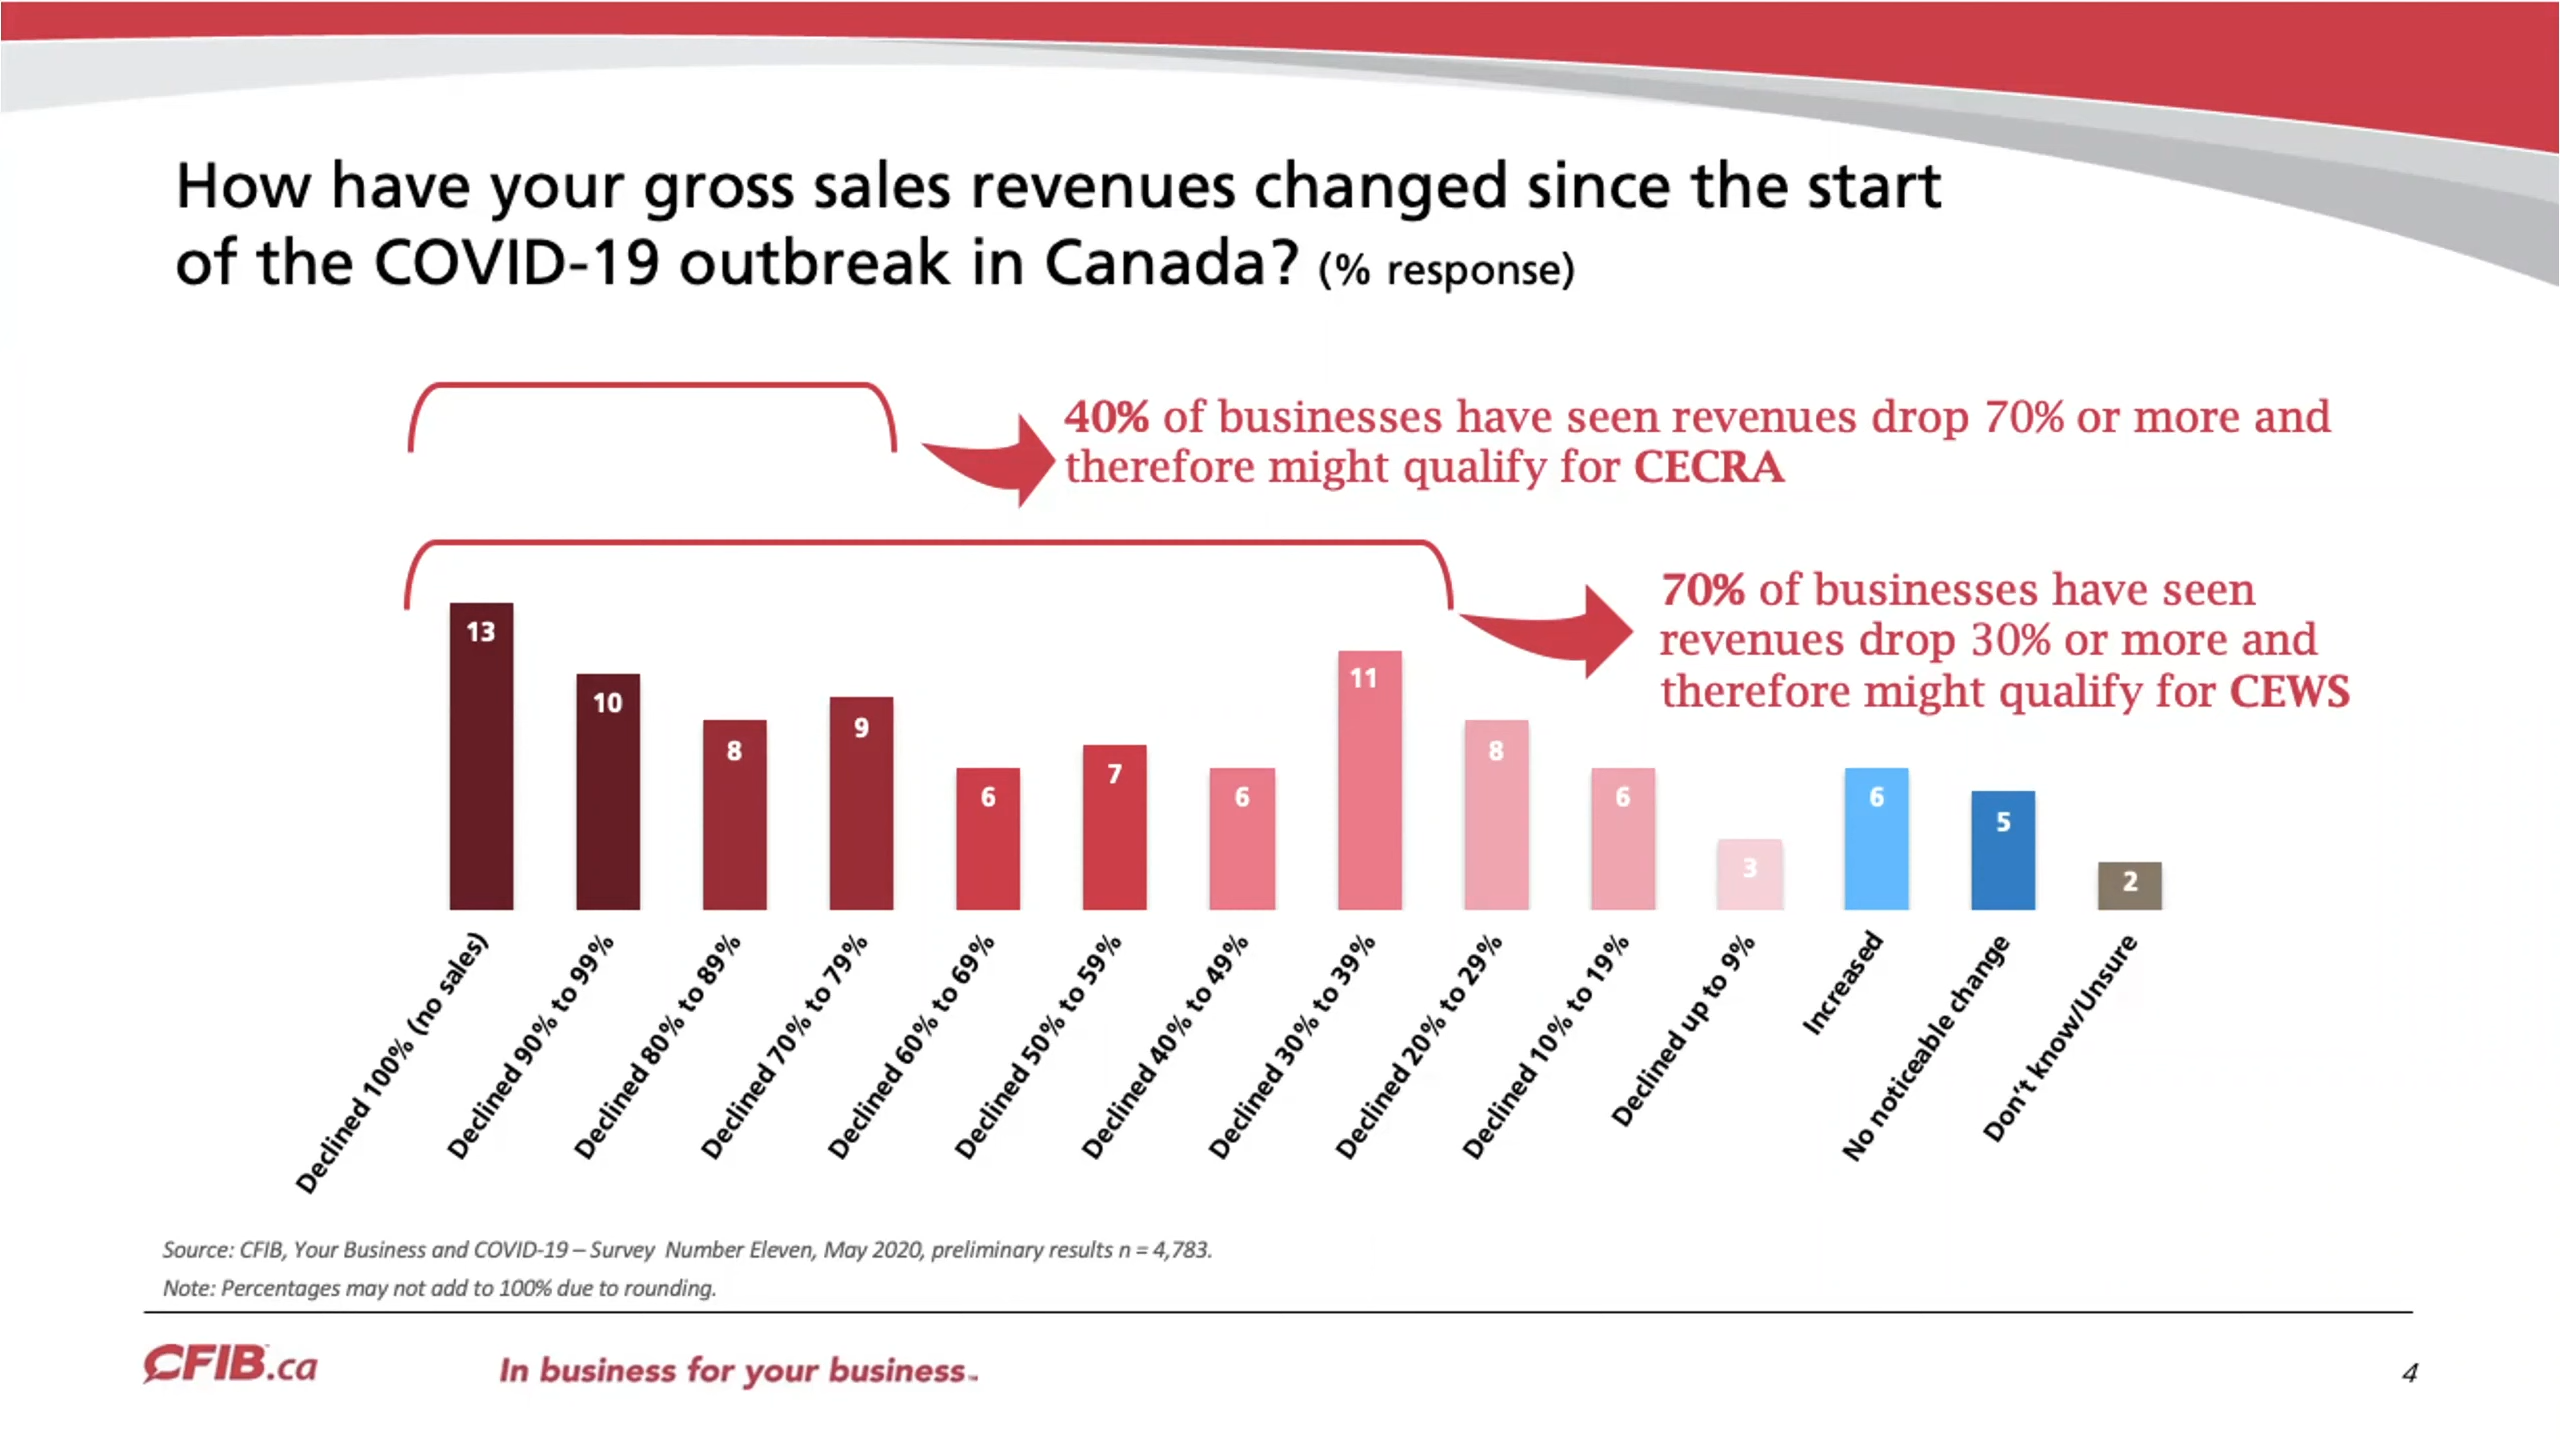 How have your gross sales revenues changed since the start
of the COVID-19 outbreak in Canada? (% response)
40% of businesses have seen revenues drop 70% or more and
therefore might qualify for CECRA
70% of businesses have seen
revenues drop 30% or more and
therefore might qualify for CEWS
13
10
8
9
6
7
6
11
8
6
3
6
5
2
Declined 100% (no sales)
Declined 90% to 99%
Declined 80% to 89%
Declined 70% to 79%
Declined 60% to 69%
Declined 50% to 59%
Declined 40% to 49%
Declined 30% to 39%
Declined 20% to 29%
Declined 10% to 19%
Declined up to 9%
Increased
No noticeable change
Don't know/Unsure
Source: CFIB, Your Business and COVID-19 – Survey Number Eleven, May 2020, preliminary results n = 4,783.
Note: Percentages may not add to 100% due to rounding.
CFIB.ca
In business for your business™
4